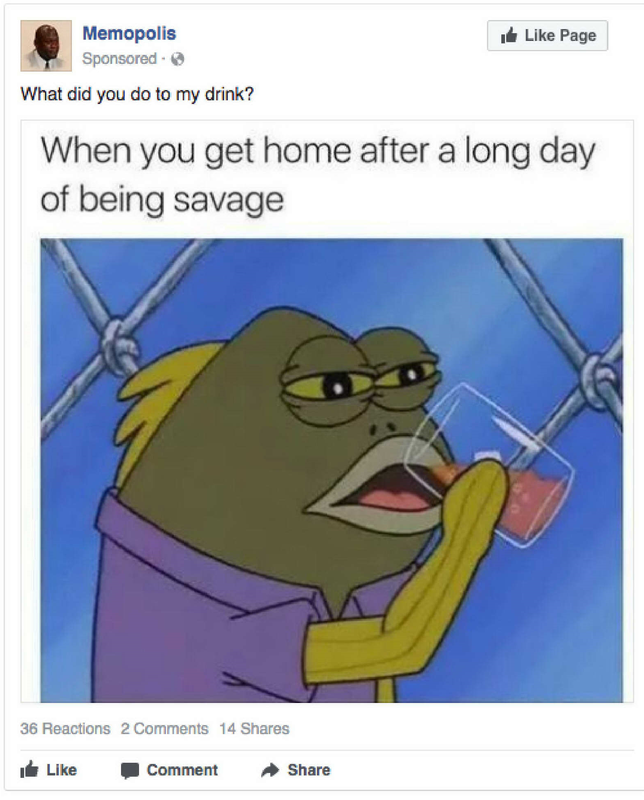 Memopolis
Like Page
Sponsored ·
What did you do to my drink?
When you get home after a long day
of being savage
36 Reactions 2 Comments 14 Shares
Like Comment Share